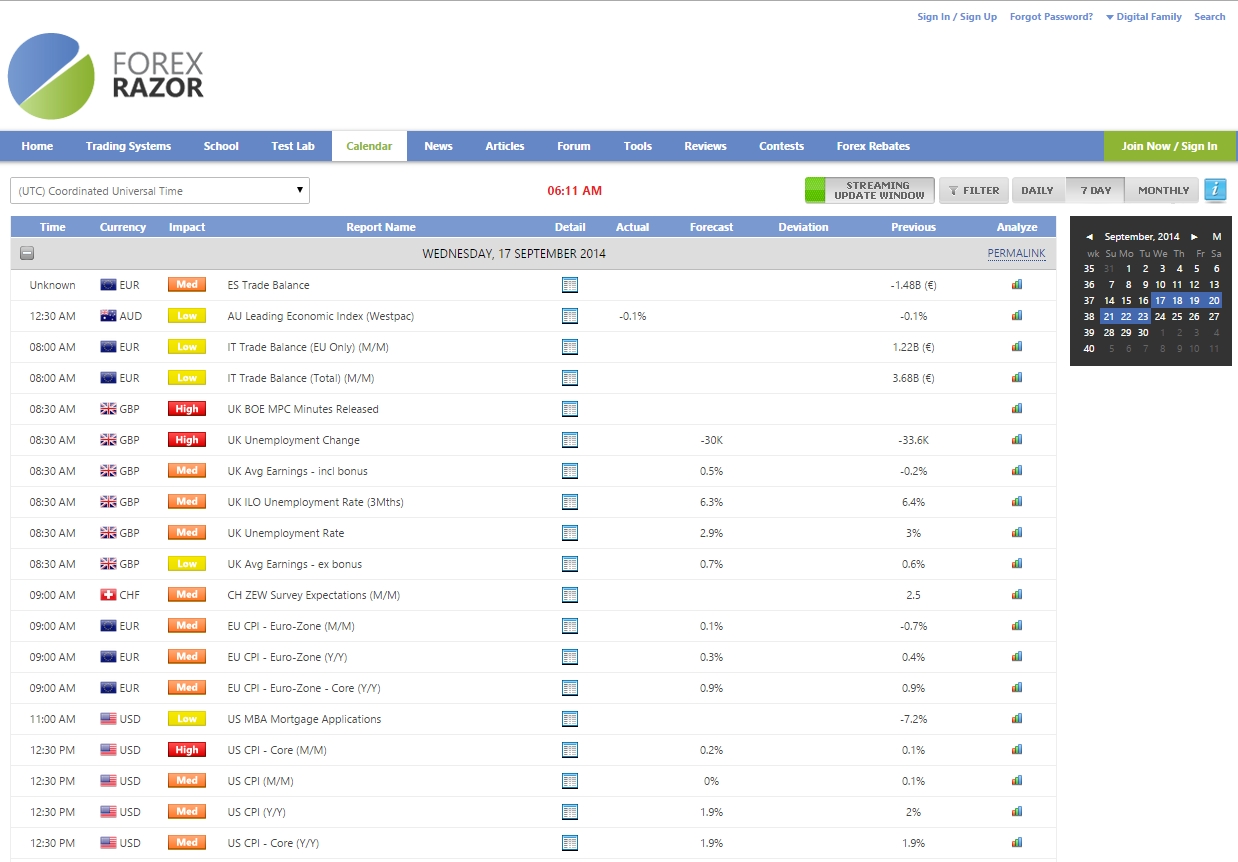 Sign In / Sign Up Forgot Password? Digital Family Search
FOREX
RAZOR
Home Trading Systems School Test Lab Calendar News Articles Forum Tools Reviews Contests Forex Rebates Join Now / Sign In
(UTC) Coordinated Universal Time 06:11 AM STREAMING UPDATE WINDOW FILTER DAILY 7 DAY MONTHLY i
Time Currency Impact Report Name Detail Actual Forecast Deviation Previous Analyze
WEDNESDAY, 17 SEPTEMBER 2014 PERMALINK
Unknown EUR Med ES Trade Balance -1.48B (€)
12:30 AM AUD Low AU Leading Economic Index (Westpac) -0.1% -0.1%
08:00 AM EUR Low IT Trade Balance (EU Only) (M/M) 1.22B (€)
08:00 AM EUR Low IT Trade Balance (Total) (M/M) 3.68B (€)
08:30 AM GBP High UK BOE MPC Minutes Released
08:30 AM GBP High UK Unemployment Change -30K -33.6K
08:30 AM GBP Med UK Avg Earnings - incl bonus 0.5% -0.2%
08:30 AM GBP Med UK ILO Unemployment Rate (3Mths) 6.3% 6.4%
08:30 AM GBP Med UK Unemployment Rate 2.9% 3%
08:30 AM GBP Low UK Avg Earnings - ex bonus 0.7% 0.6%
09:00 AM CHF Med CH ZEW Survey Expectations (M/M) 2.5
09:00 AM EUR Med EU CPI - Euro-Zone (M/M) 0.1% -0.7%
09:00 AM EUR Med EU CPI - Euro-Zone (Y/Y) 0.3% 0.4%
09:00 AM EUR Med EU CPI - Euro-Zone - Core (Y/Y) 0.9% 0.9%
11:00 AM USD Low US MBA Mortgage Applications -7.2%
12:30 PM USD High US CPI - Core (M/M) 0.2% 0.1%
12:30 PM USD Med US CPI (M/M) 0% 0.1%
12:30 PM USD Med US CPI (Y/Y) 1.9% 2%
12:30 PM USD Med US CPI - Core (Y/Y) 1.9% 1.9%
September, 2014 M
wk Su Mo Tu We Th Fr Sa
35 31 1 2 3 4 5 6
36 7 8 9 10 11 12 13
37 14 15 16 17 18 19 20
38 21 22 23 24 25 26 27
39 28 29 30 1 2 3 4
40 5 6 7 8 9 10 11